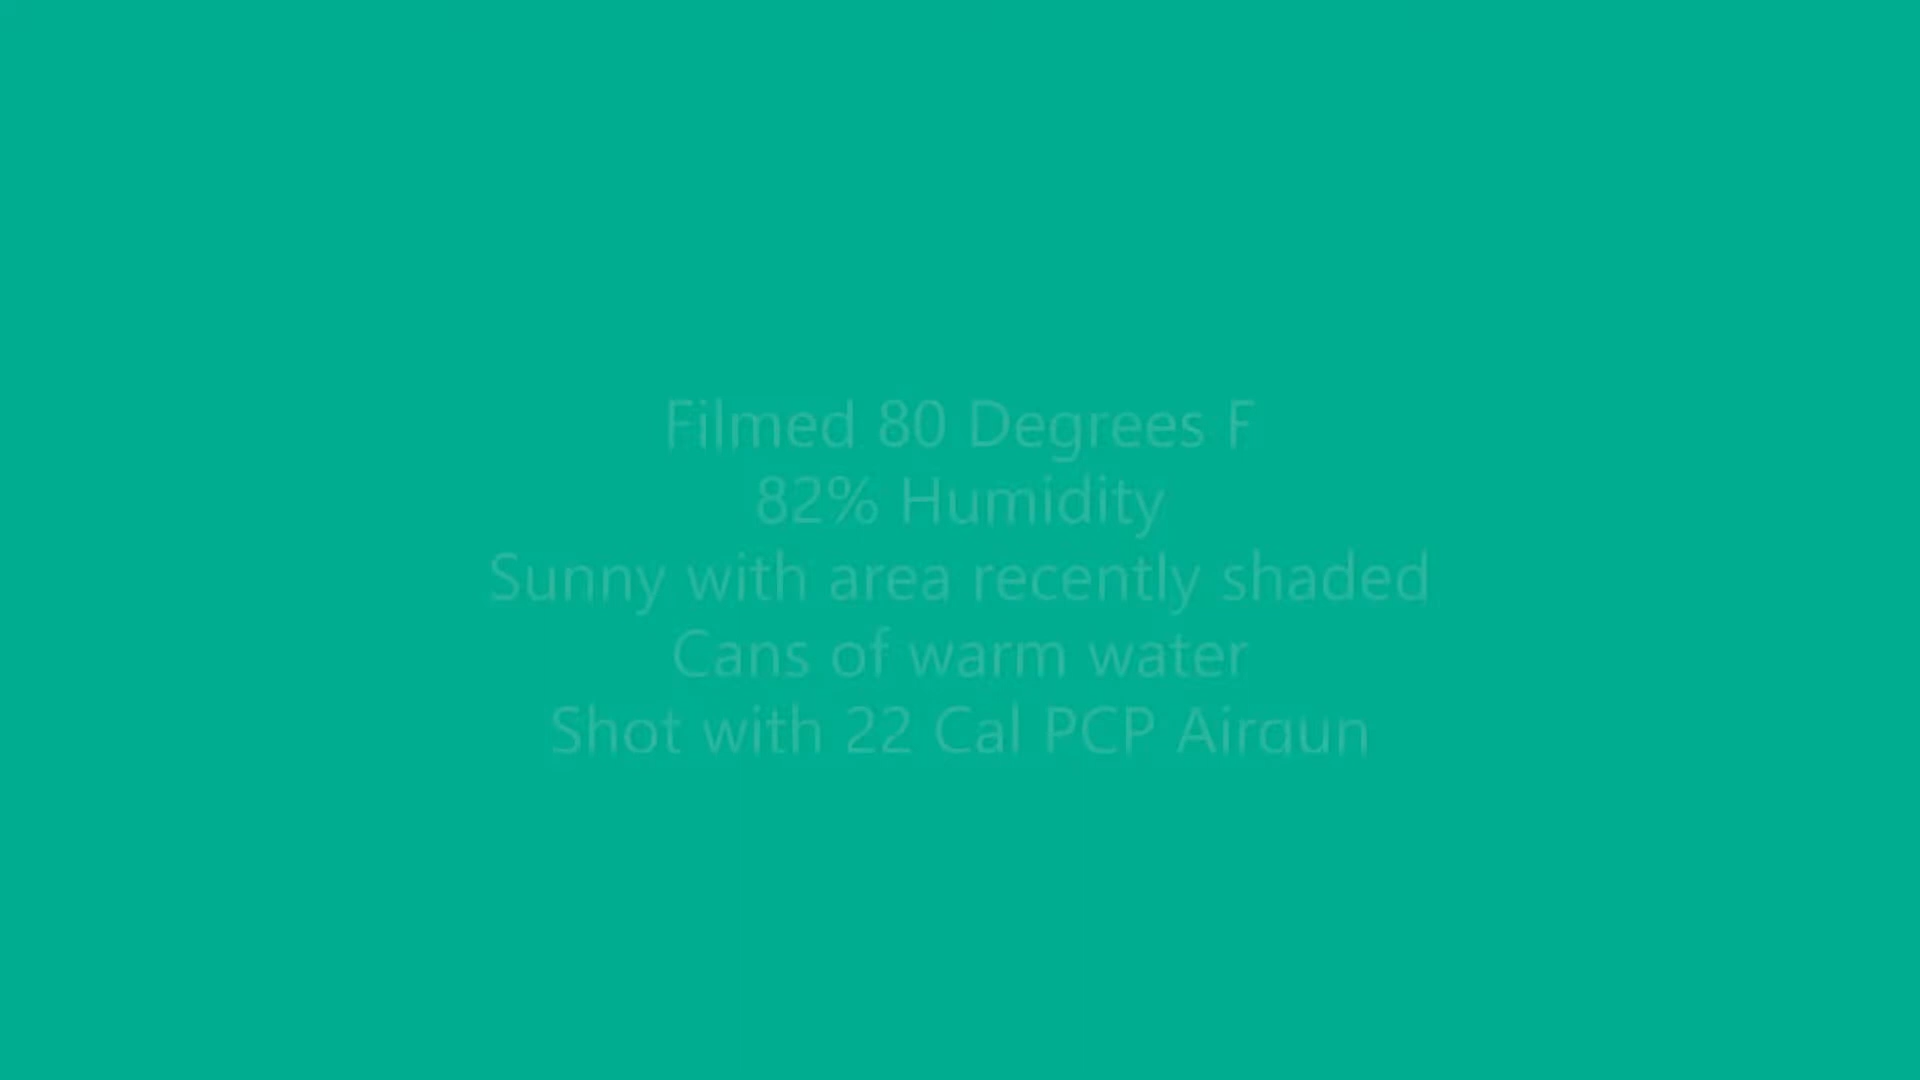 Filmed 80 Degrees F
82% Humidity
Sunny with area recently shaded
Cans of warm water
Shot with 22 Cal PCP Airgun